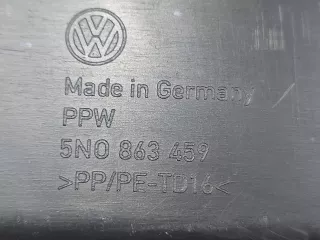 Made in Germany
PPW
5N0 863 459
>PP/PE-TD16<